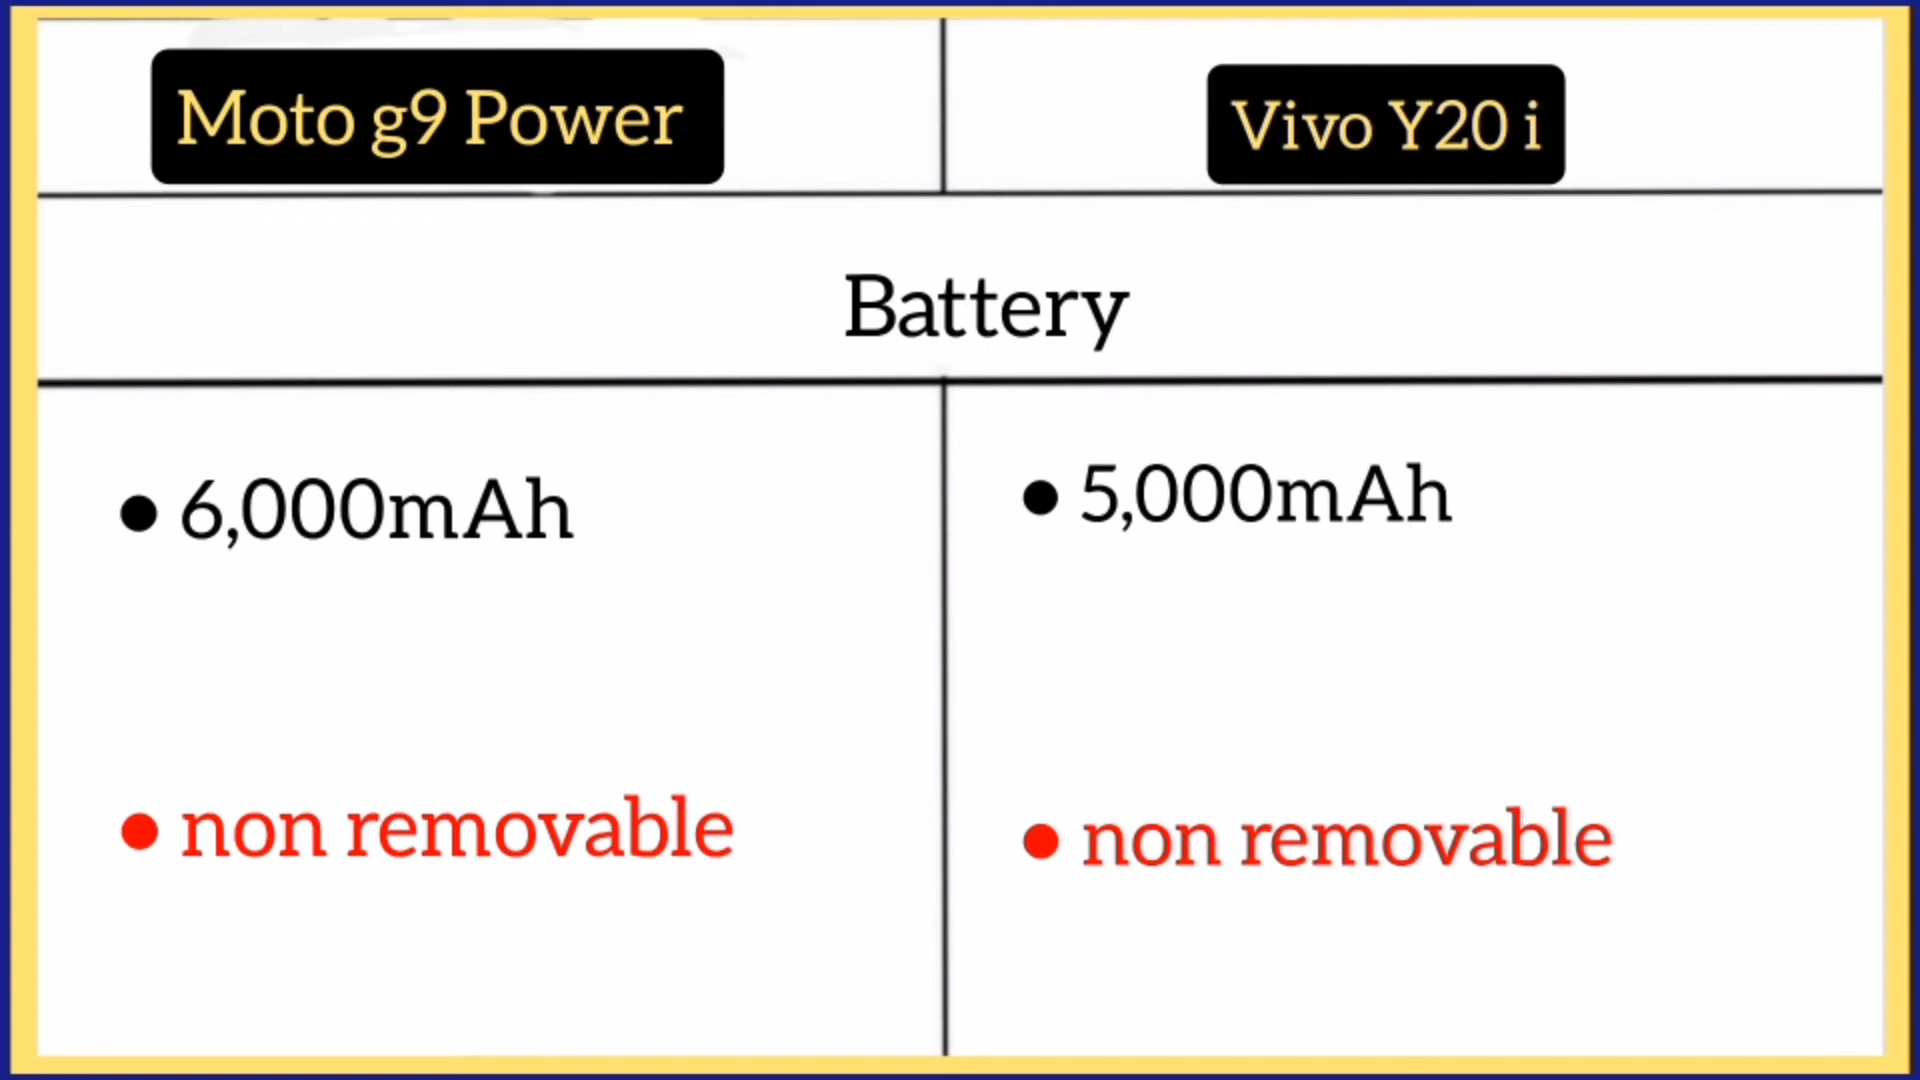 Moto g9 Power
Vivo Y20 i
Battery
● 6,000mAh
● 5,000mAh
● non removable
● non removable